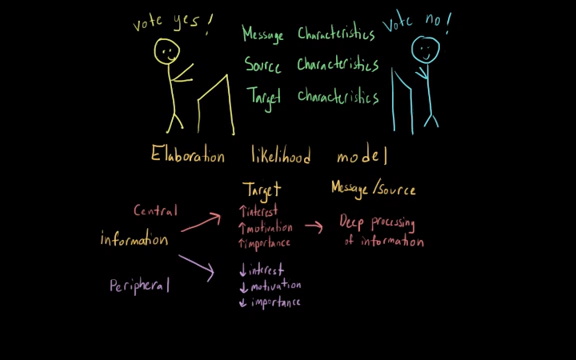 vote yes!
vote no!
Message Characteristics
Source Characteristics
Target Characteristics
Elaboration likelihood model
Target
Message/Source
Central
↑interest
↑motivation
↑importance
Deep processing
of information
information
Peripheral
↓interest
↓motivation
↓importance